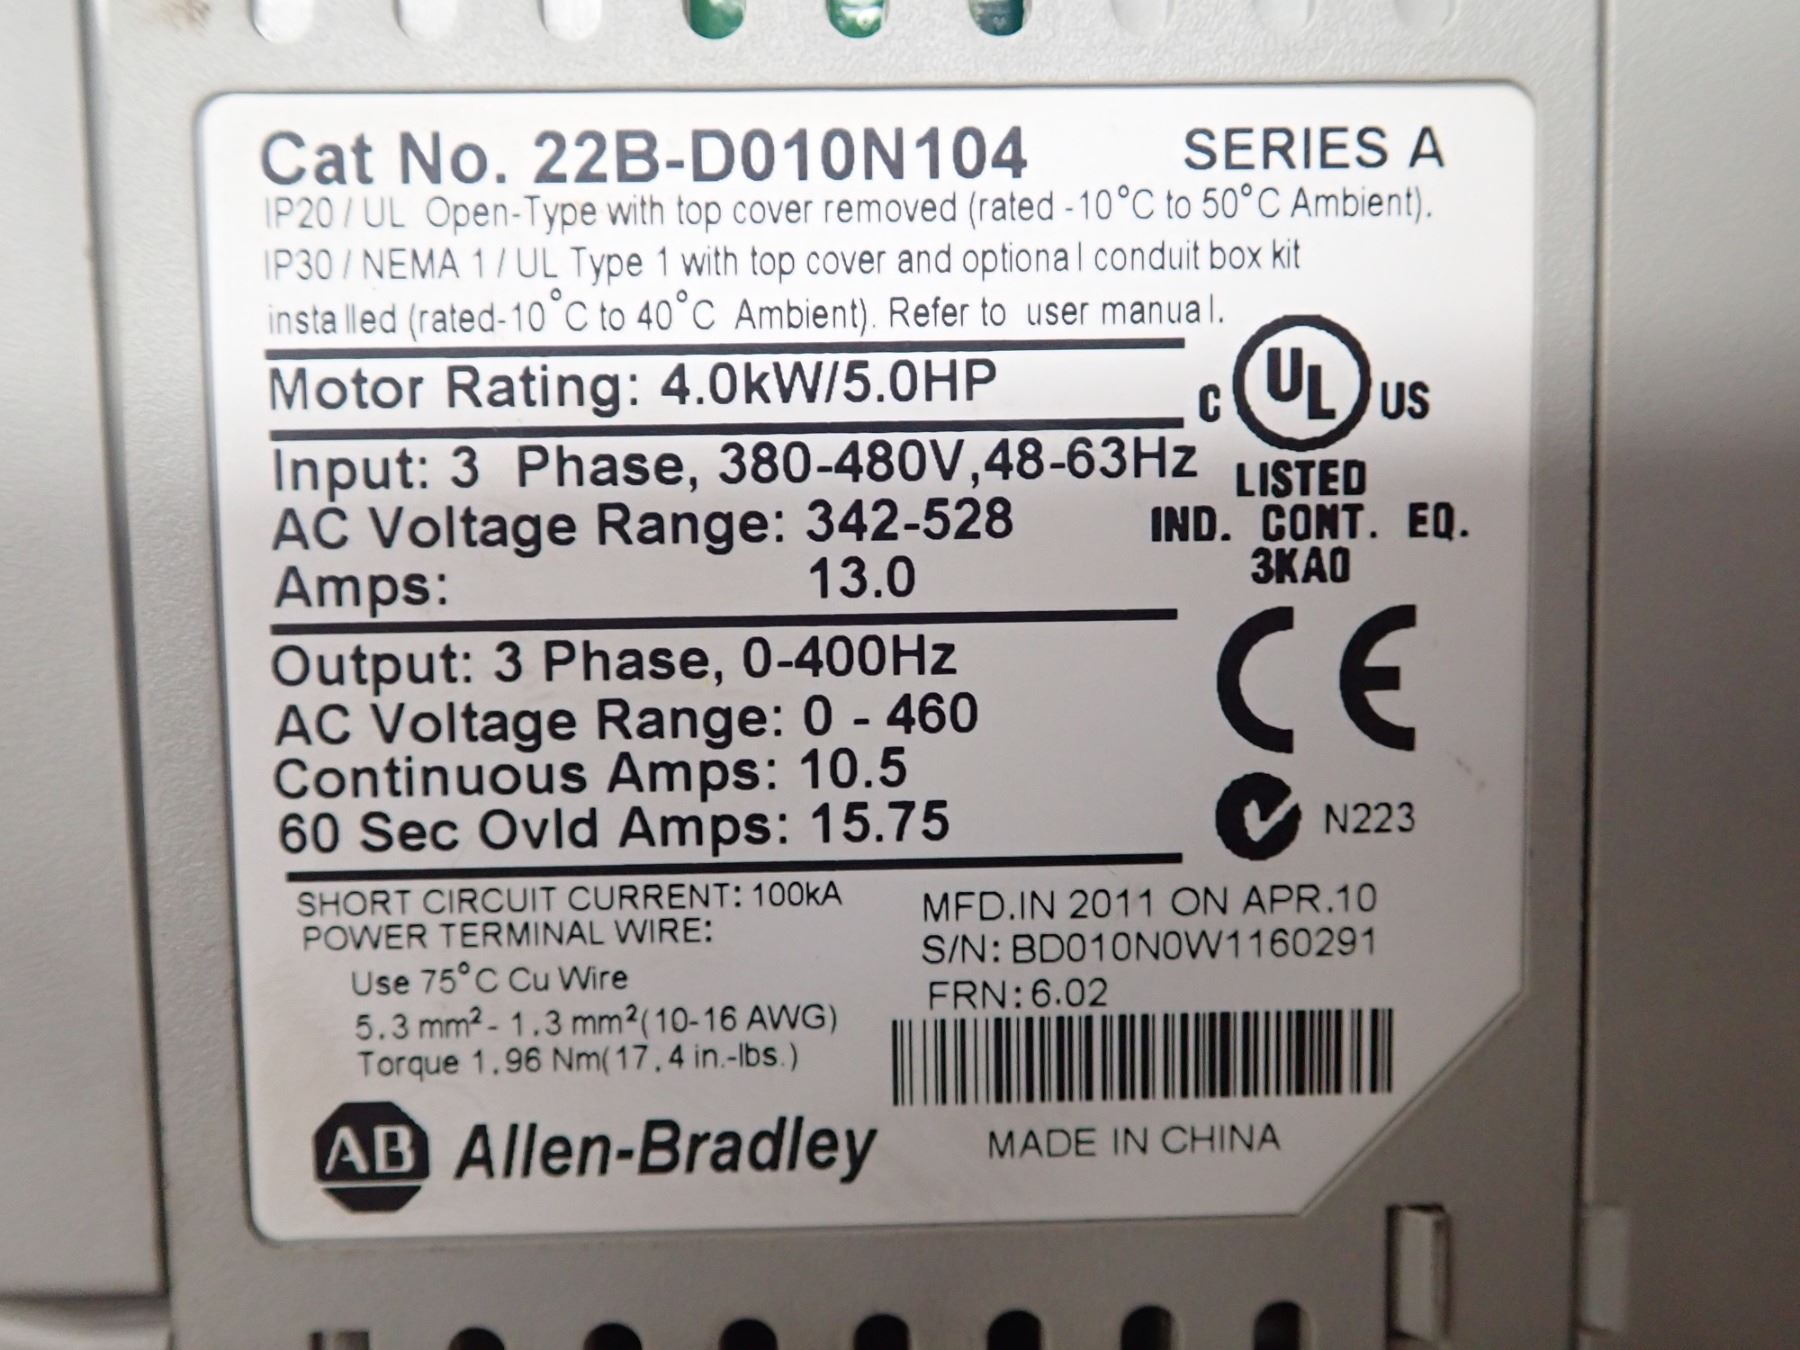 Cat No. 22B-D010N104 SERIES A
IP20 / UL Open-Type with top cover removed (rated -10°C to 50°C Ambient).
IP30 / NEMA 1 / UL Type 1 with top cover and optional conduit box kit
installed (rated-10°C to 40°C Ambient). Refer to user manual.
Motor Rating: 4.0kW/5.0HP
C UL US
Input: 3 Phase, 380-480V,48-63Hz
LISTED
AC Voltage Range: 342-528
IND. CONT. EQ.
Amps: 13.0
3KA0
Output: 3 Phase, 0-400Hz
CE
AC Voltage Range: 0 - 460
Continuous Amps: 10.5
60 Sec Ovld Amps: 15.75
N223
SHORT CIRCUIT CURRENT: 100kA
POWER TERMINAL WIRE:
Use 75°C Cu Wire
5.3 mm²- 1.3 mm²(10-16 AWG)
Torque 1.96 Nm(17.4 in.-lbs.)
MFD.IN 2011 ON APR.10
S/N: BD010N0W1160291
FRN: 6.02
AB Allen-Bradley
MADE IN CHINA